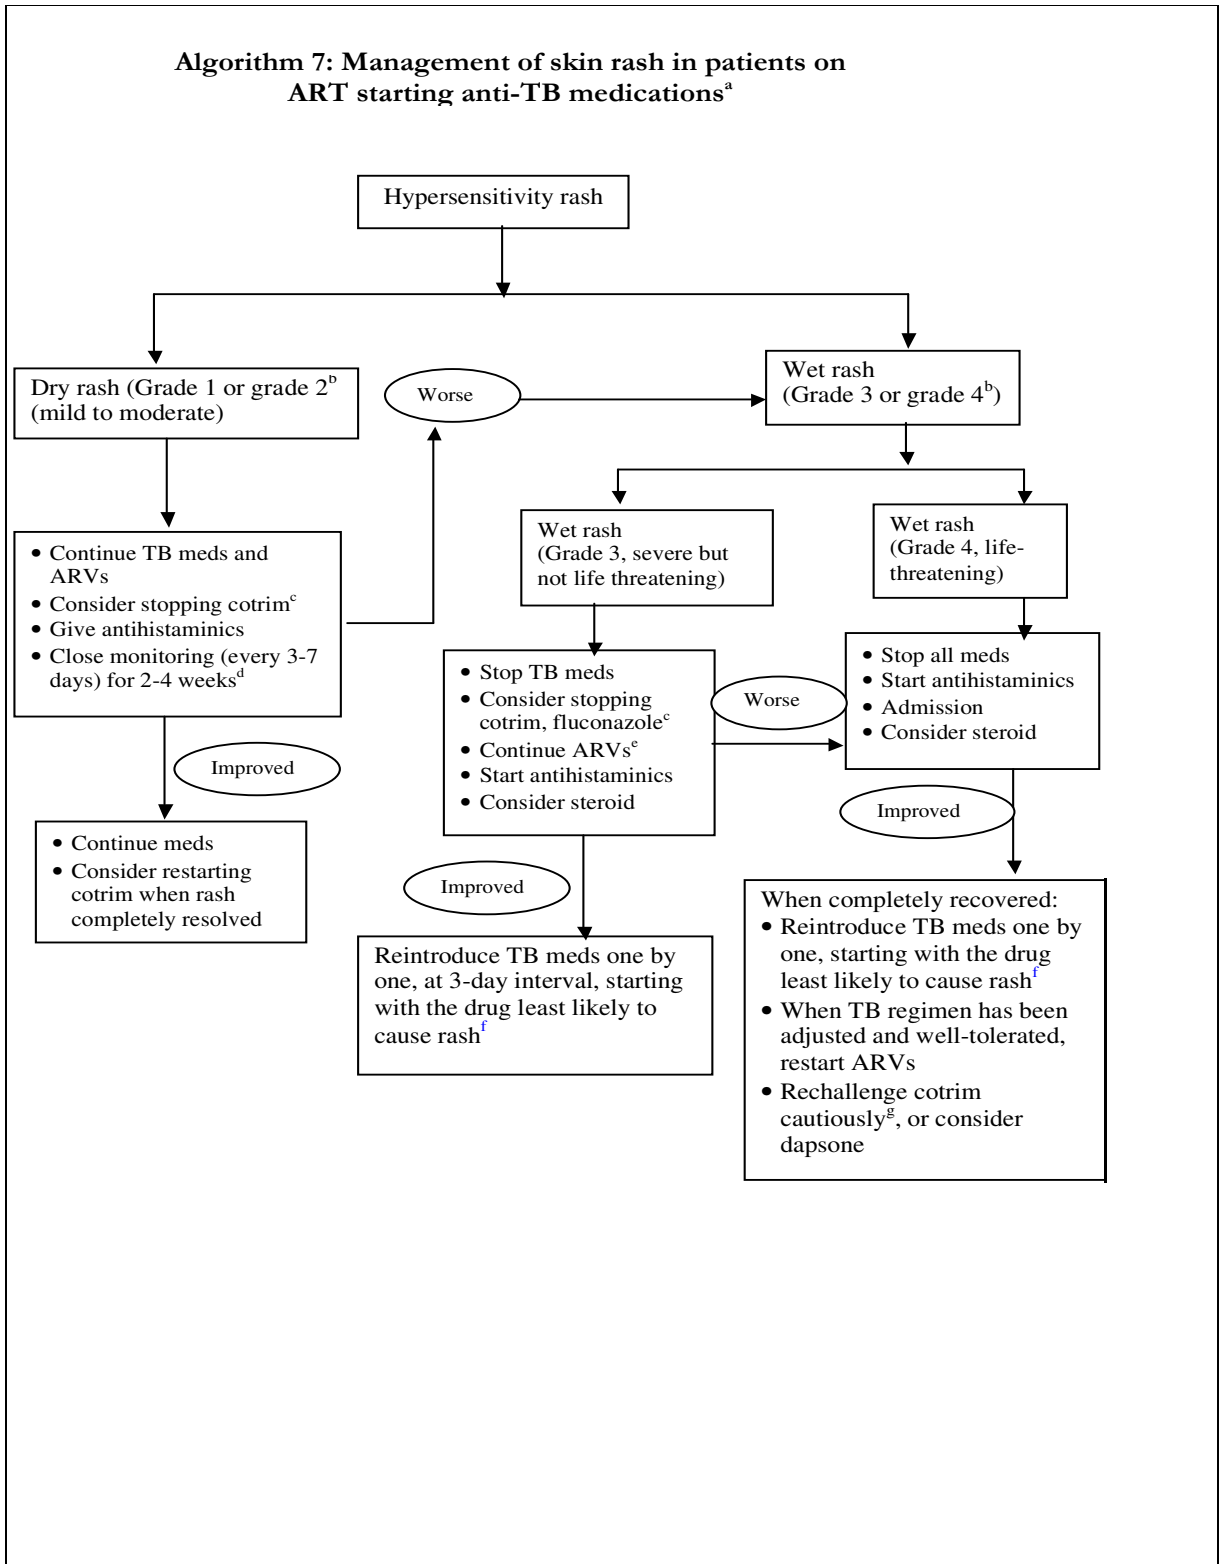 Algorithm 7: Management of skin rash in patients on
ART starting anti-TB medicationsᵃ
Hypersensitivity rash
Dry rash (Grade 1 or grade 2ᵇ
(mild to moderate)
Worse
Wet rash
(Grade 3 or grade 4ᵇ)
• Continue TB meds and
ARVs
• Consider stopping cotrimᶜ
• Give antihistaminics
• Close monitoring (every 3-7
days) for 2-4 weeksᵈ
Wet rash
(Grade 3, severe but
not life threatening)
Wet rash
(Grade 4, life-
threatening)
• Stop TB meds
• Consider stopping
cotrim, fluconazoleᶜ
• Continue ARVsᵉ
• Start antihistaminics
• Consider steroid
Worse
• Stop all meds
• Start antihistaminics
• Admission
• Consider steroid
Improved
• Continue meds
• Consider restarting
cotrim when rash
completely resolved
Improved
Reintroduce TB meds one by
one, at 3-day interval, starting
with the drug least likely to
cause rashᶠ
Improved
When completely recovered:
• Reintroduce TB meds one by
one, starting with the drug
least likely to cause rashᶠ
• When TB regimen has been
adjusted and well-tolerated,
restart ARVs
• Rechallenge cotrim
cautiouslyᵍ, or consider
dapsone